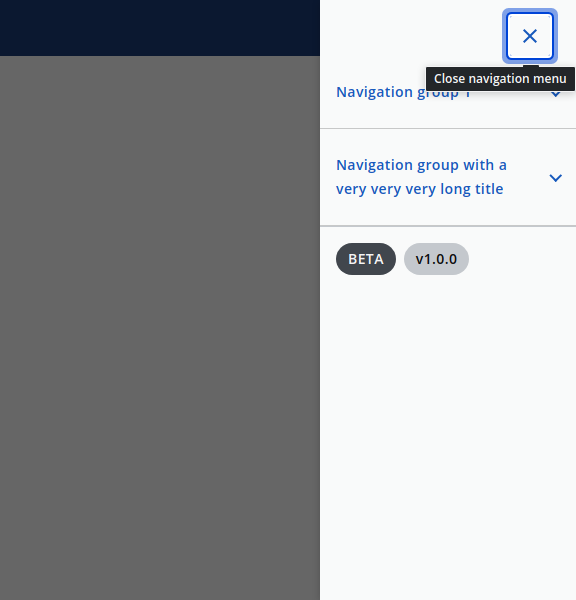 Close navigation menu
Navigation group 1
Navigation group with a
very very very long title
BETA
v1.0.0